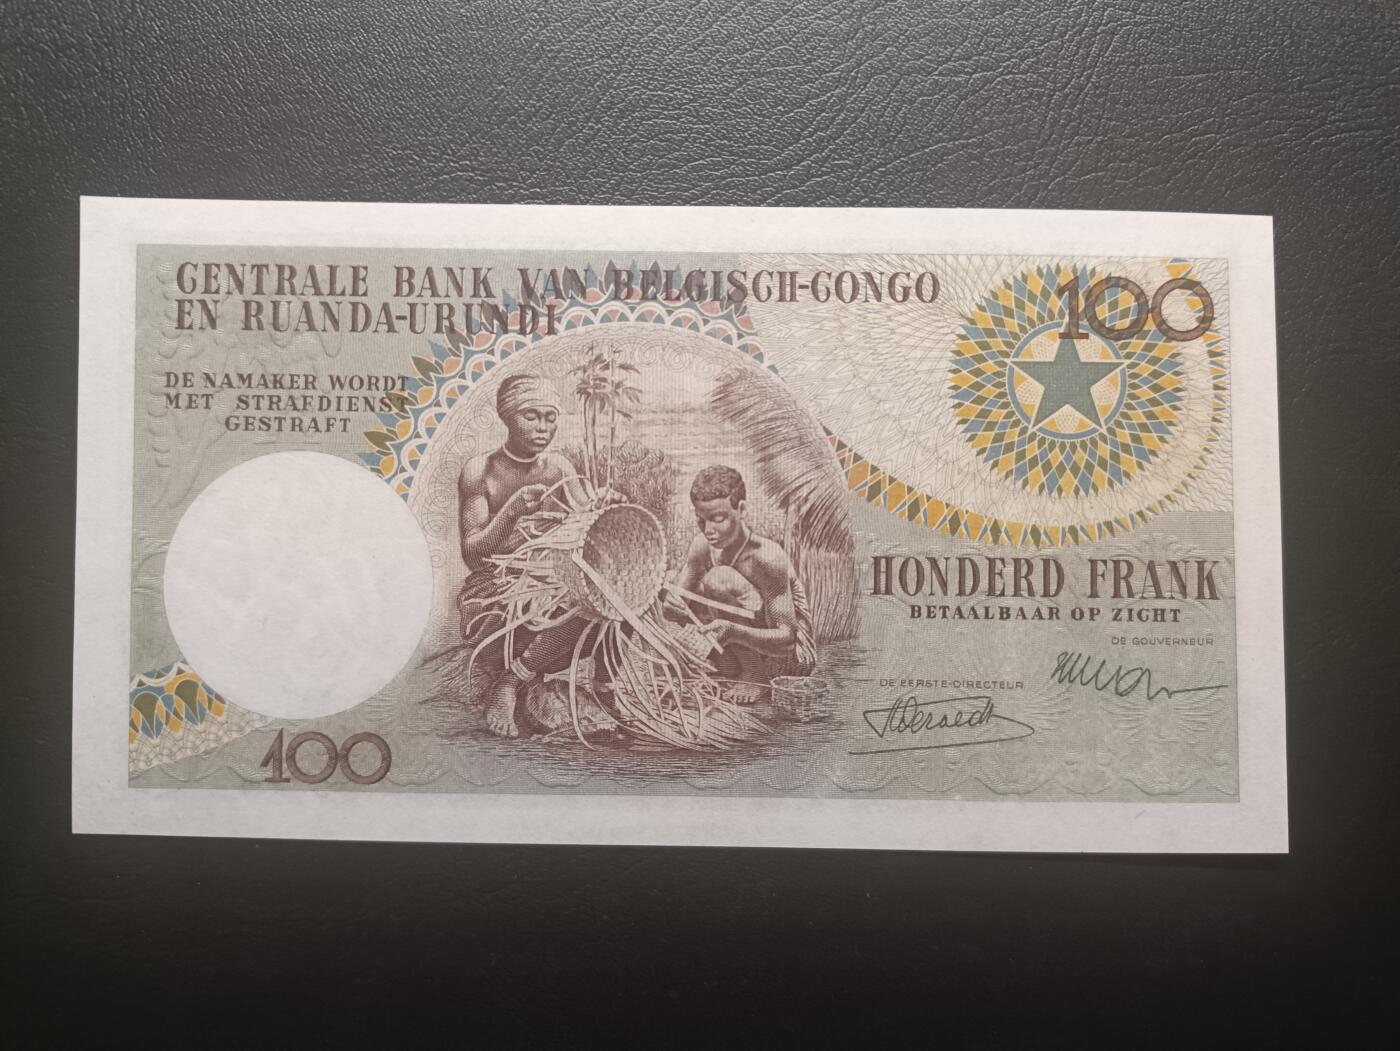 CENTRALE BANK VAN BELGISCH-CONGO
EN RUANDA-URUNDI
100
DE NAMAKER WORDT
MET STRAFDIENST
GESTRAFT
HONDERD FRANK
BETAALBAAR OP ZICHT
DE GOUVERNEUR
DE EERSTE-DIRECTEUR
100